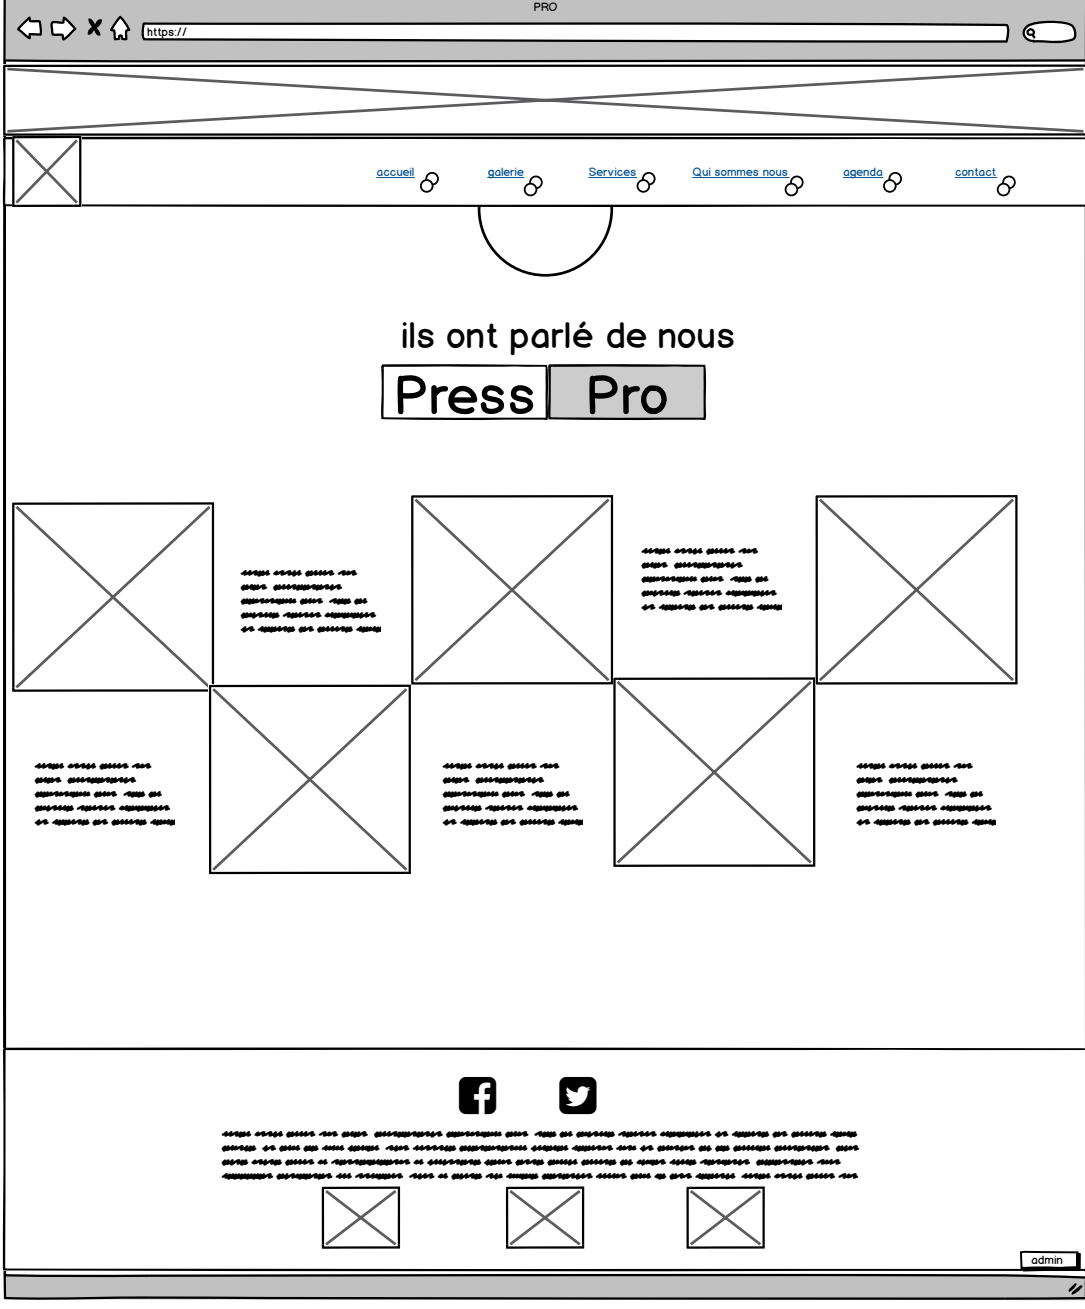 PRO
https://
accueil galerie Services Qui sommes nous agenda contact
ils ont parlé de nous
Press Pro
admin